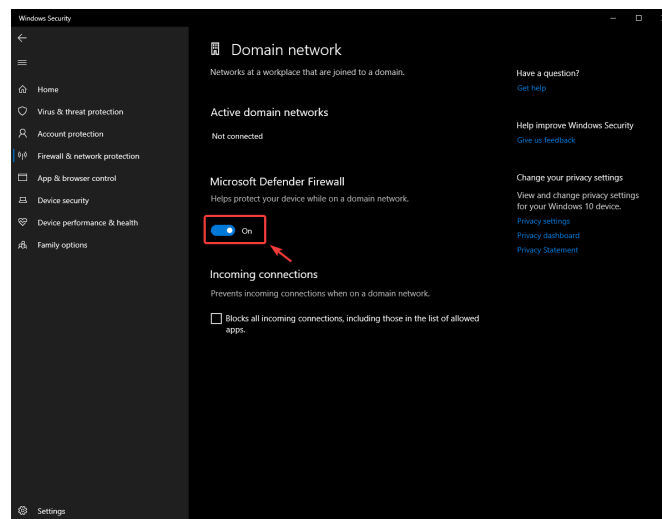 Windows Security
Domain network
Networks at a workplace that are joined to a domain.
Home
Virus & threat protection
Account protection
Firewall & network protection
App & browser control
Device security
Device performance & health
Family options
Settings
Active domain networks
Not connected
Microsoft Defender Firewall
Helps protect your device while on a domain network.
On
Incoming connections
Prevents incoming connections when on a domain network.
Blocks all incoming connections, including those in the list of allowed
apps.
Have a question?
Get help
Help improve Windows Security
Give us feedback
Change your privacy settings
View and change privacy settings
for your Windows 10 device.
Privacy settings
Privacy dashboard
Privacy Statement